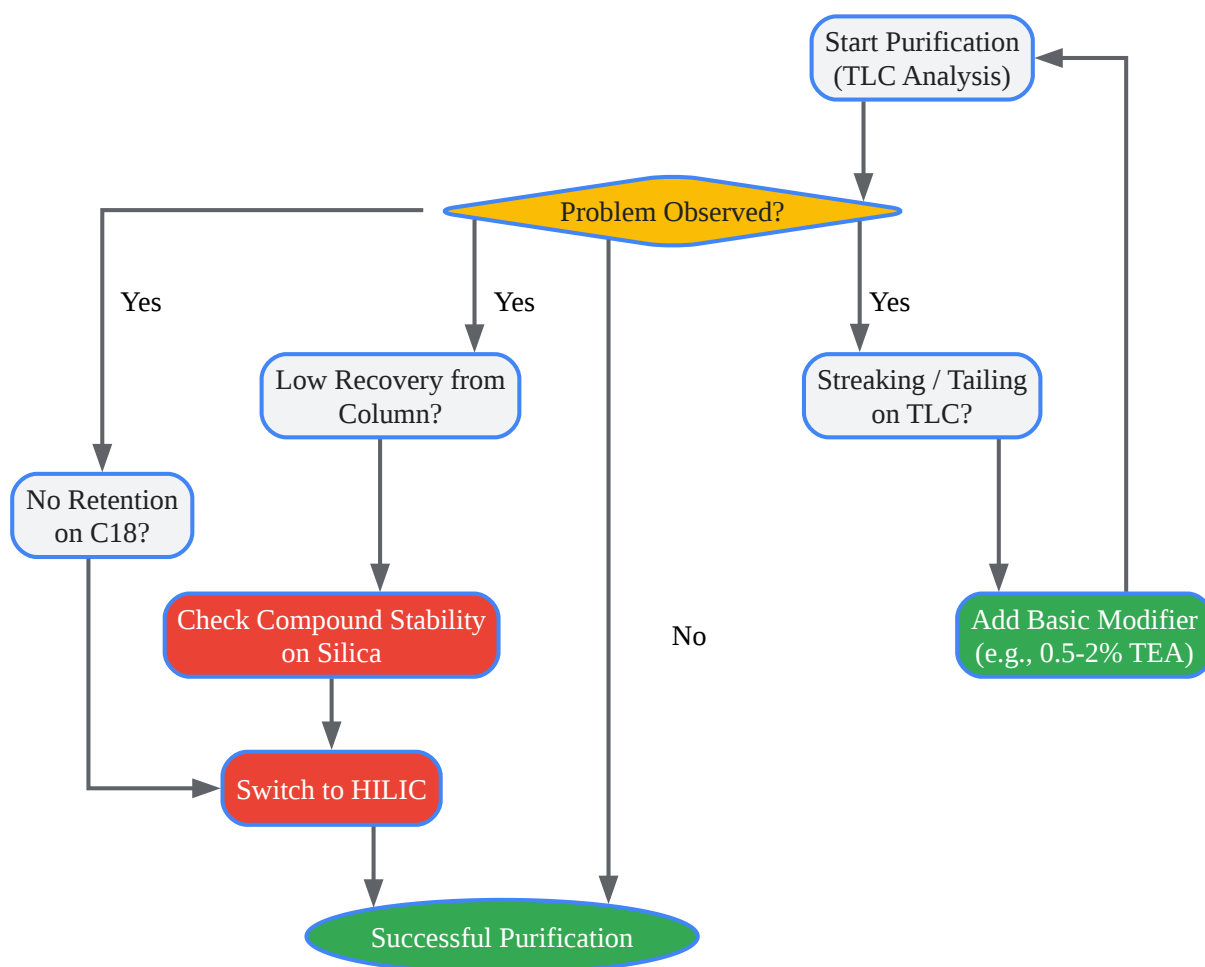 Start Purification
(TLC Analysis)
Problem Observed?
Yes
Yes
Yes
Low Recovery from
Column?
Streaking / Tailing
on TLC?
No Retention
on C18?
Check Compound Stability
on Silica
No
Add Basic Modifier
(e.g., 0.5-2% TEA)
Switch to HILIC
Successful Purification